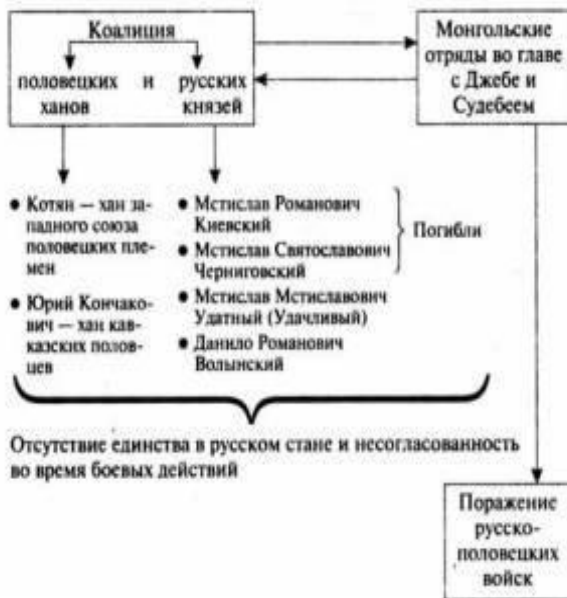 Коалиция
половецких и русских
ханов князей
Монгольские
отряды во главе
с Джебе и
Судебеем
● Котян — хан за-
падного союза
половецких пле-
мен
● Юрий Кончако-
вич — хан кав-
казских полов-
цев
● Мстислав Романович
Киевский
● Мстислав Святославович
Черниговский
Погибли
● Мстислав Мстиславович
Удатный (Удачливый)
● Данило Романович
Волынский
Отсутствие единства в русском стане и несогласованность
во время боевых действий
Поражение
русско-
половецких
войск